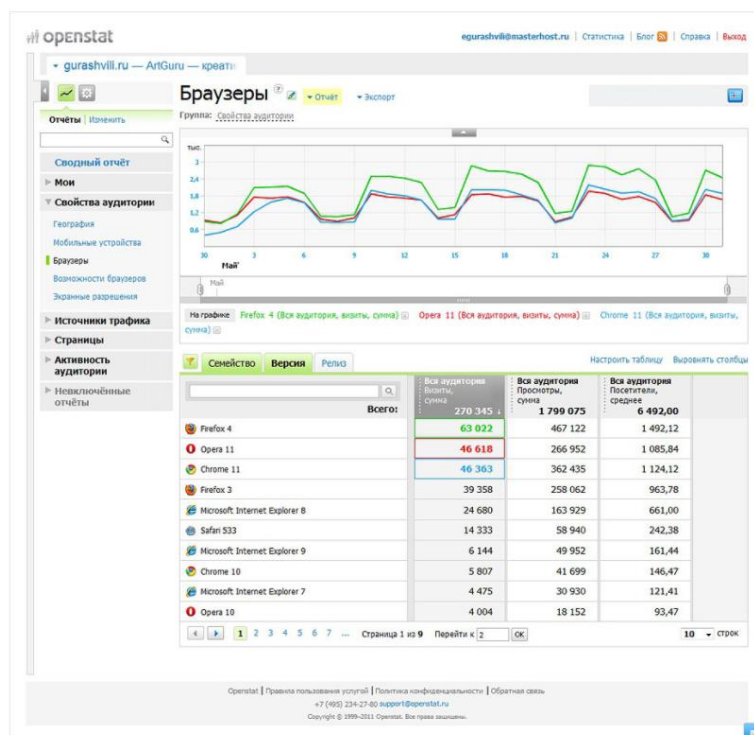 openstat
egurashvili@masterhost.ru | Статистика | Блог | Справка | Выход
gurashvili.ru — ArtGuru — креати
Отчёты | Изменить
Сводный отчёт
Мои
Свойства аудитории
География
Мобильные устройства
Браузеры
Возможности браузеров
Экранные разрешения
Источники трафика
Страницы
Активность
аудитории
Невключённые
отчёты
Браузеры ? Отчёт Экспорт
Группа: Свойства аудитории
тыс.
3
2,4
1,8
1,2
0,6
30 3 6 9 12 15 18 21 24 27 30
Май
Май
На графике Firefox 4 (Вся аудитория, визиты, сумма) Opera 11 (Вся аудитория, визиты, сумма) Chrome 11 (Вся аудитория, визиты,
сумма)
Семейство Версия Релиз Настроить таблицу Выровнять столбцы
Вся аудитория Вся аудитория Вся аудитория
Визиты, Просмотры, Посетители,
сумма сумма среднее
Всего: 270 345 ↓ 1 799 075 6 492,00
Firefox 4 63 022 467 122 1 492,12
Opera 11 46 618 266 952 1 085,84
Chrome 11 46 363 362 435 1 124,12
Firefox 3 39 358 258 062 963,78
Microsoft Internet Explorer 8 24 680 163 929 661,00
Safari 533 14 333 58 940 242,38
Microsoft Internet Explorer 9 6 144 49 952 161,44
Chrome 10 5 807 41 699 146,47
Microsoft Internet Explorer 7 4 475 30 930 121,41
Opera 10 4 004 18 152 93,47
1 2 3 4 5 6 7 ... Страница 1 из 9 Перейти к 2 OK 10 строк
Openstat | Правила пользования услугой | Политика конфиденциальности | Обратная связь
+7 (495) 234-27-80 support@openstat.ru
Copyright © 1999–2011 Openstat. Все права защищены.